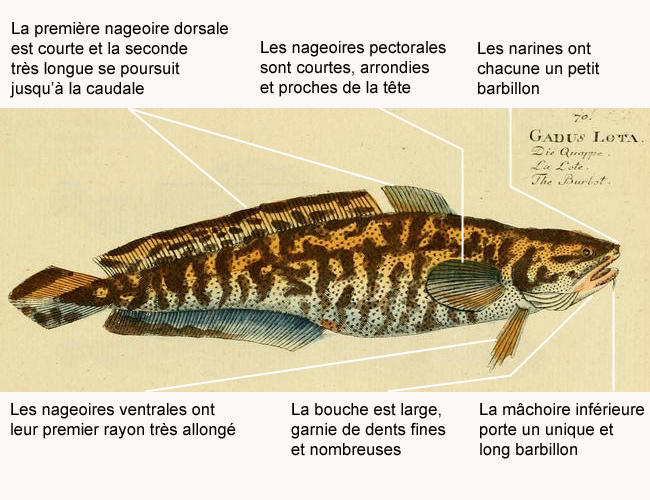 La première nageoire dorsale
est courte et la seconde
très longue se poursuit
jusqu'à la caudale
Les nageoires pectorales
sont courtes, arrondies
et proches de la tête
Les narines ont
chacune un petit
barbillon
70.
GADUS LOTA.
Die Quappe.
La Lote.
The Burbot.
Les nageoires ventrales ont
leur premier rayon très allongé
La bouche est large,
garnie de dents fines
et nombreuses
La mâchoire inférieure
porte un unique et
long barbillon